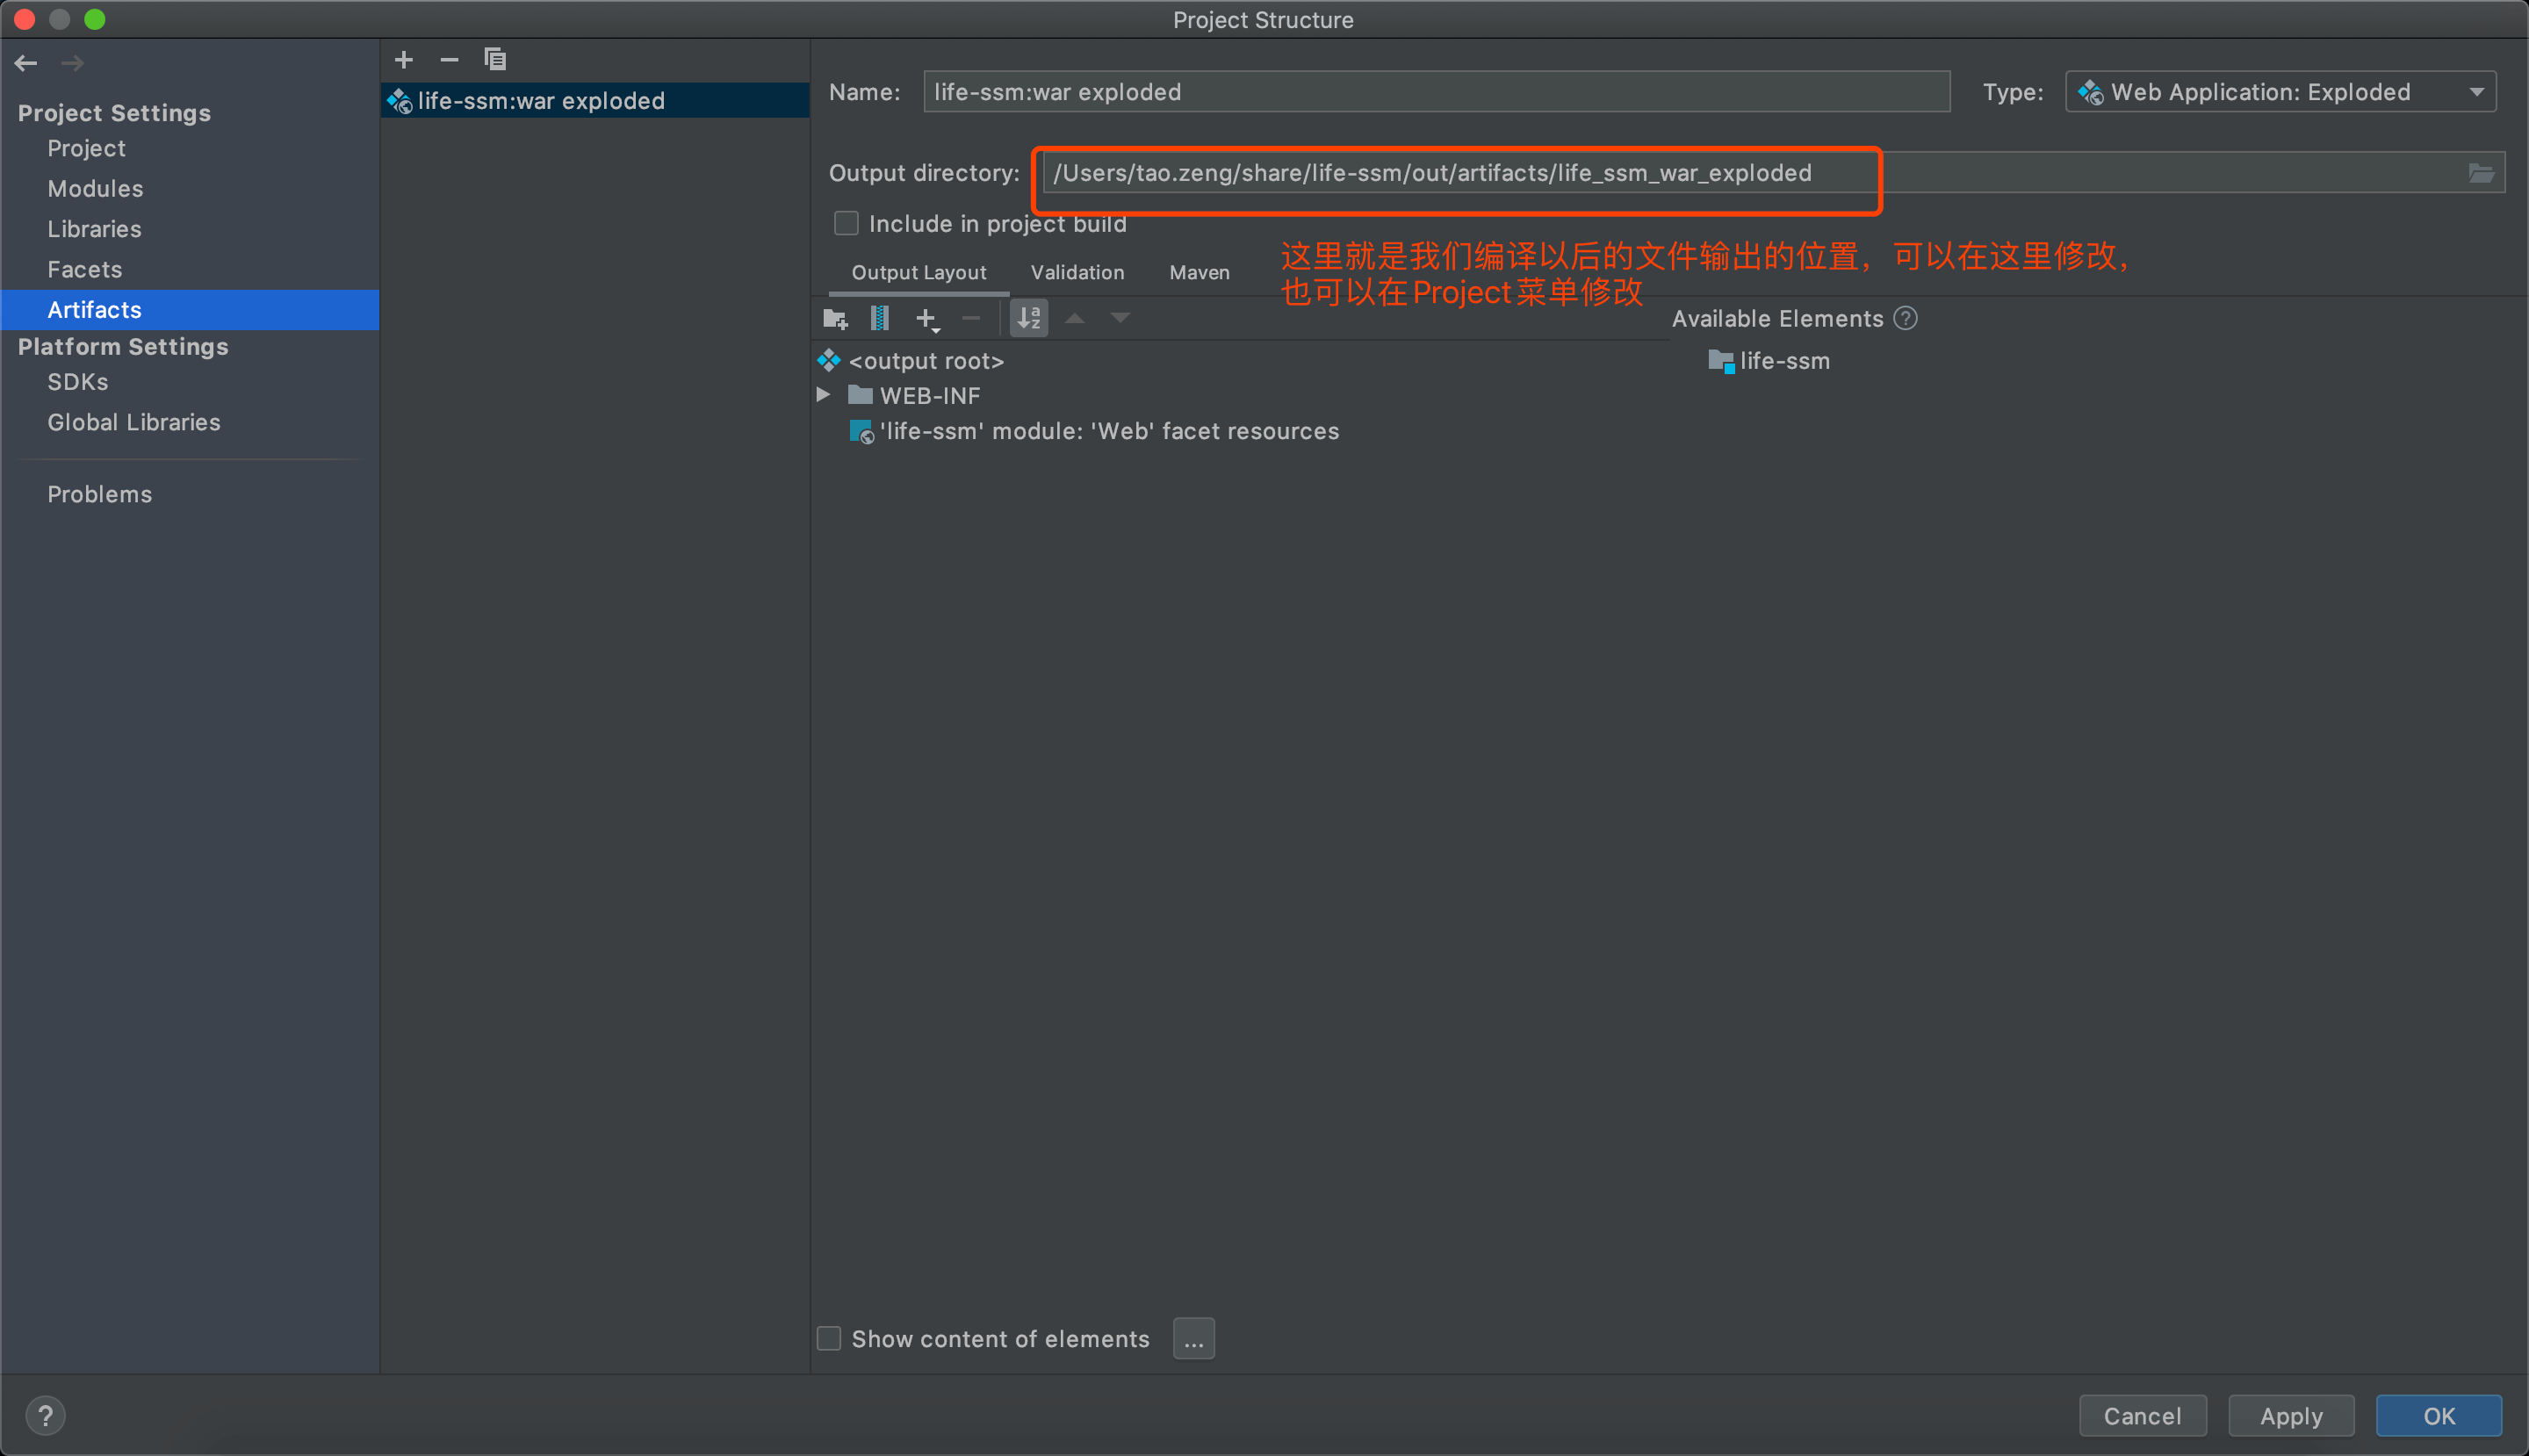 Project Structure
Project Settings
Project
Modules
Libraries
Facets
Artifacts
Platform Settings
SDKs
Global Libraries
Problems
life-ssm:war exploded
Name: life-ssm:war exploded
Type: Web Application: Exploded
Output directory: /Users/tao.zeng/share/life-ssm/out/artifacts/life_ssm_war_exploded
Include in project build
这里就是我们编译以后的文件输出的位置，可以在这里修改，
也可以在Project菜单修改
Output Layout Validation Maven
Available Elements ?
<output root>
WEB-INF
'life-ssm' module: 'Web' facet resources
life-ssm
Show content of elements ...
? Cancel Apply OK